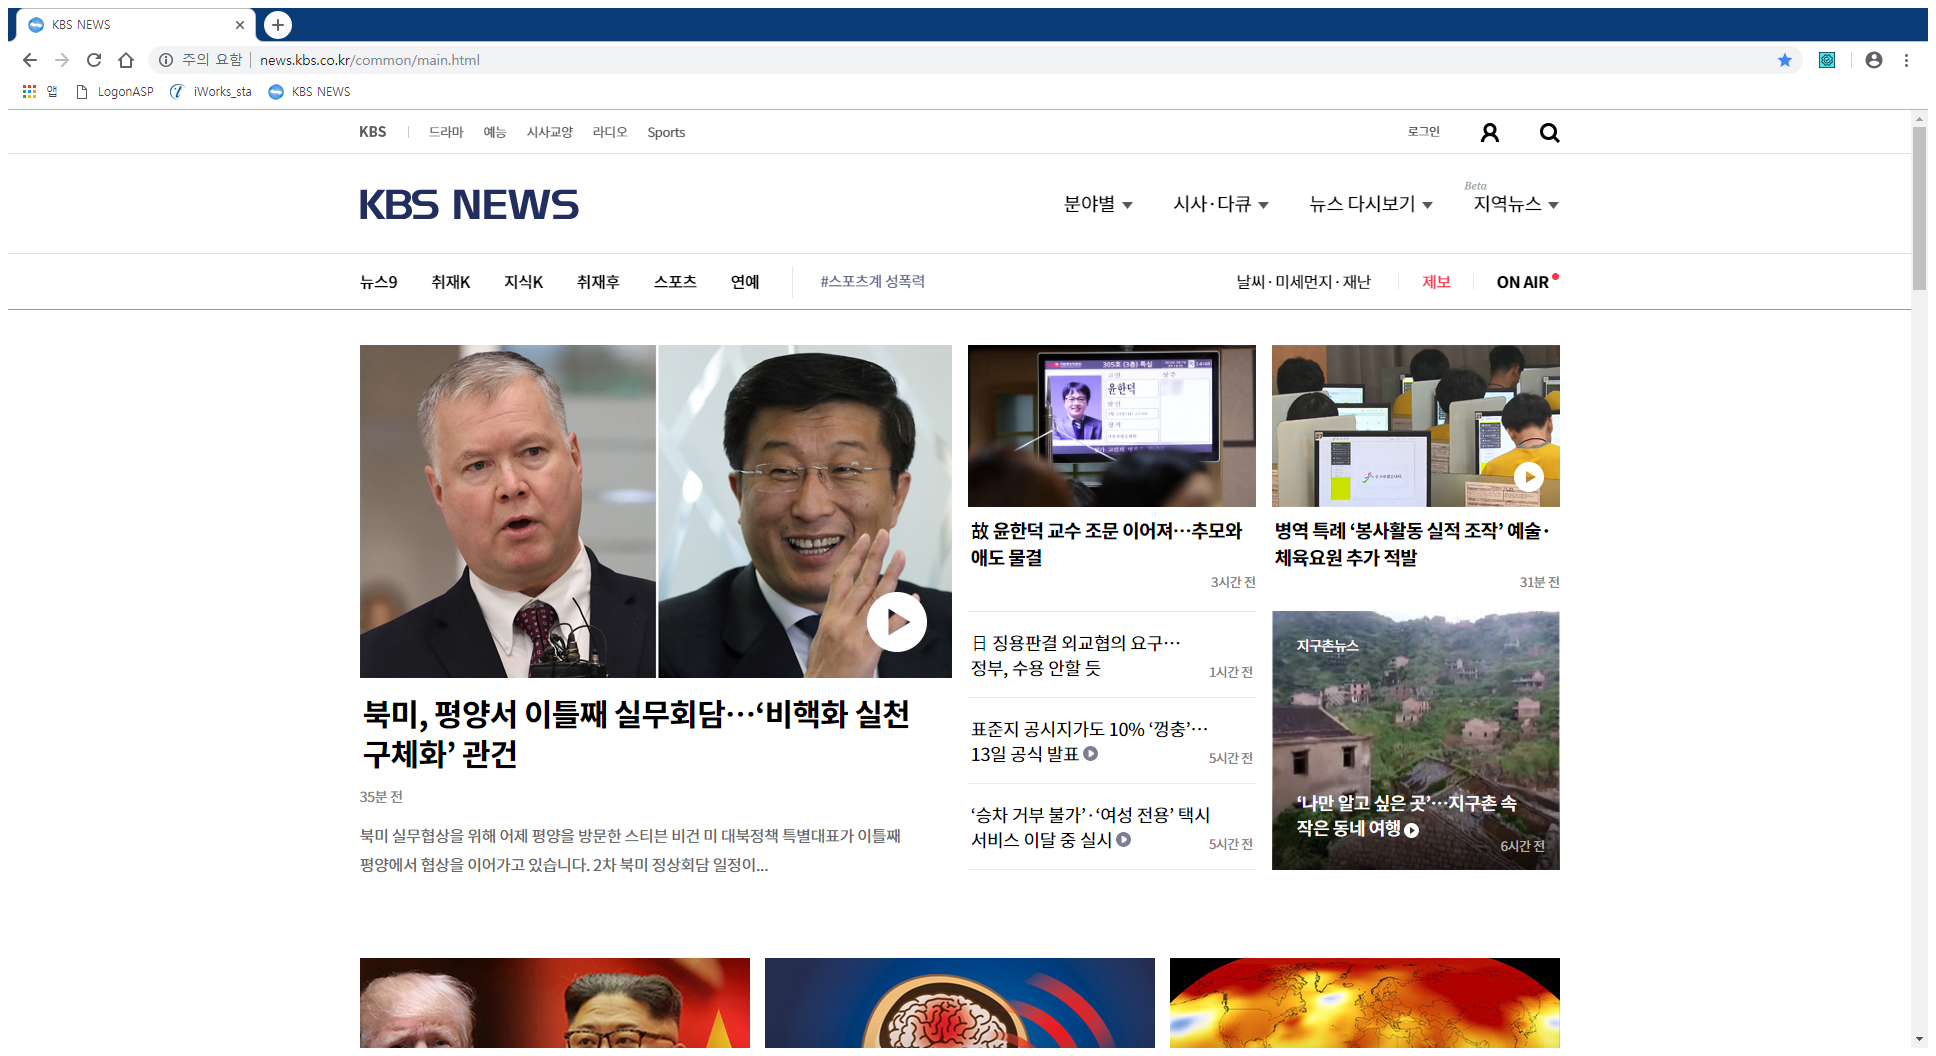 KBS NEWS
주의 요함 news.kbs.co.kr/common/main.html
앱 LogonASP iWorks_sta KBS NEWS
KBS 드라마 예능 시사교양 라디오 Sports 로그인
KBS NEWS
Beta
분야별 시사·다큐 뉴스 다시보기 지역뉴스
뉴스9 취재K 지식K 취재후 스포츠 연예 #스포츠계 성폭력 날씨·미세먼지·재난 제보 ON AIR
북미, 평양서 이틀째 실무회담…‘비핵화 실천
구체화’ 관건
35분 전
북미 실무협상을 위해 어제 평양을 방문한 스티븐 비건 미 대북정책 특별대표가 이틀째
평양에서 협상을 이어가고 있습니다. 2차 북미 정상회담 일정이...
305호 (3층) 특실
윤한덕
故 윤한덕 교수 조문 이어져…추모와
애도 물결
3시간 전
日 징용판결 외교협의 요구…
정부, 수용 안할 듯
1시간 전
표준지 공시지가도 10% ‘껑충’…
13일 공식 발표
5시간 전
‘승차 거부 불가’·‘여성 전용’ 택시
서비스 이달 중 실시
5시간 전
27
병역 특례 ‘봉사활동 실적 조작’ 예술·
체육요원 추가 적발
31분 전
지구촌뉴스
‘나만 알고 싶은 곳’…지구촌 속
작은 동네 여행
6시간 전